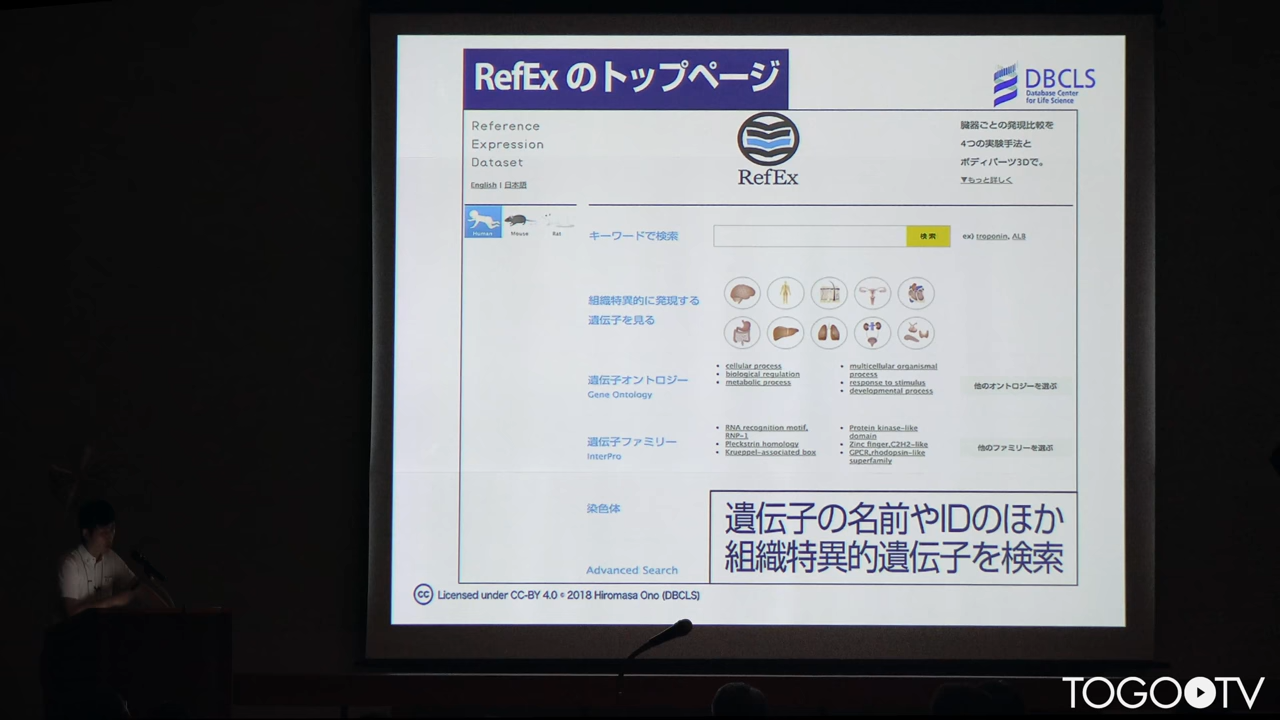 RefEx のトップページ
DBCLS
Database Center
for Life Science
Reference
Expression
Dataset
English | 日本語
RefEx
臓器ごとの発現比較を
4つの実験手法と
ボディパーツ3Dで。
▼もっと詳しく
Human Mouse Rat
キーワードで検索
検索
ex) troponin, ALB
組織特異的に発現する
遺伝子を見る
遺伝子オントロジー
Gene Ontology
• cellular process
• biological regulation
• metabolic process
• multicellular organismal
process
• response to stimulus
• developmental process
他のオントロジーを選ぶ
遺伝子ファミリー
InterPro
• RNA recognition motif,
RNP-1
• Pleckstrin homology
• Krueppel-associated box
• Protein kinase-like
domain
• Zinc finger,C2H2-like
• GPCR,rhodopsin-like
superfamily
他のファミリーを選ぶ
染色体
Advanced Search
遺伝子の名前やIDのほか
組織特異的遺伝子を検索
cc Licensed under CC-BY 4.0 © 2018 Hiromasa Ono (DBCLS)
TOGO TV